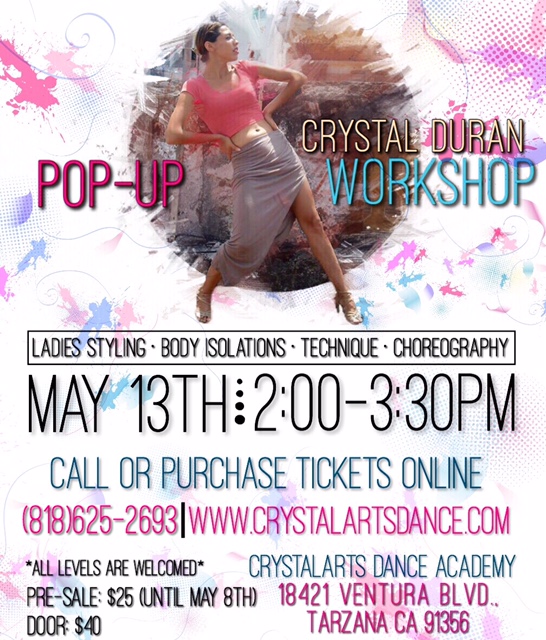 CRYSTAL DURAN
POP-UP WORKSHOP
LADIES STYLING · BODY ISOLATIONS · TECHNIQUE · CHOREOGRAPHY
MAY 13TH 2:00-3:30PM
CALL OR PURCHASE TICKETS ONLINE
(818)625-2693|WWW.CRYSTALARTSDANCE.COM
*ALL LEVELS ARE WELCOMED*
PRE-SALE: $25 (UNTIL MAY 8TH)
DOOR: $40
CRYSTALARTS DANCE ACADEMY
18421 VENTURA BLVD.,
TARZANA CA 91356